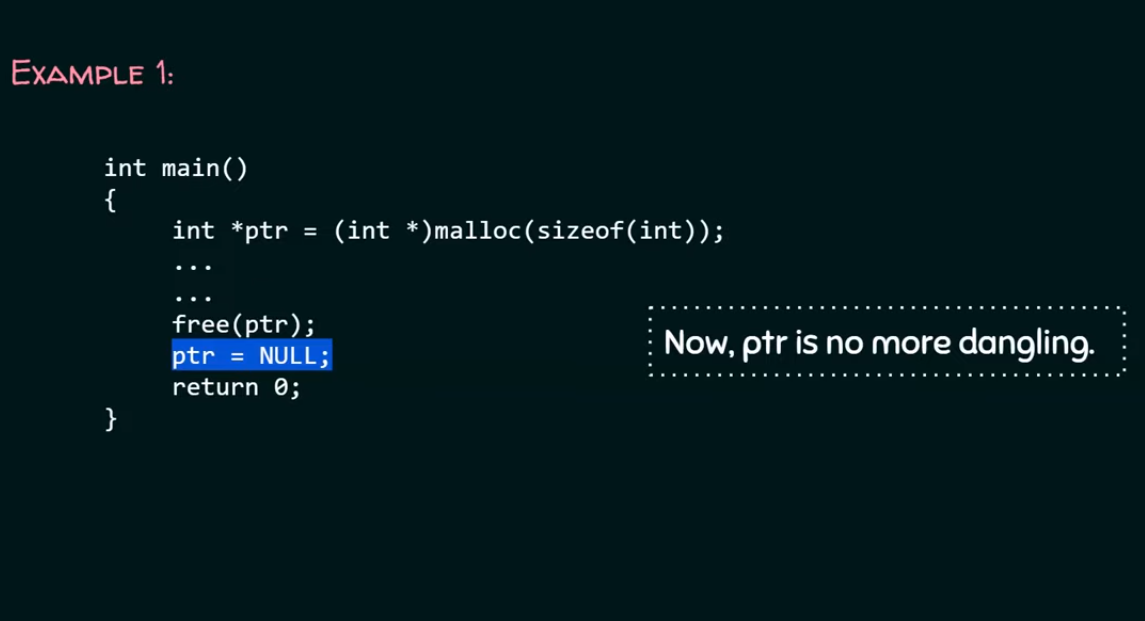 EXAMPLE 1:
int main()
{
int *ptr = (int *)malloc(sizeof(int));
...
...
free(ptr);
ptr = NULL;
Now, ptr is no more dangling.
return 0;
}